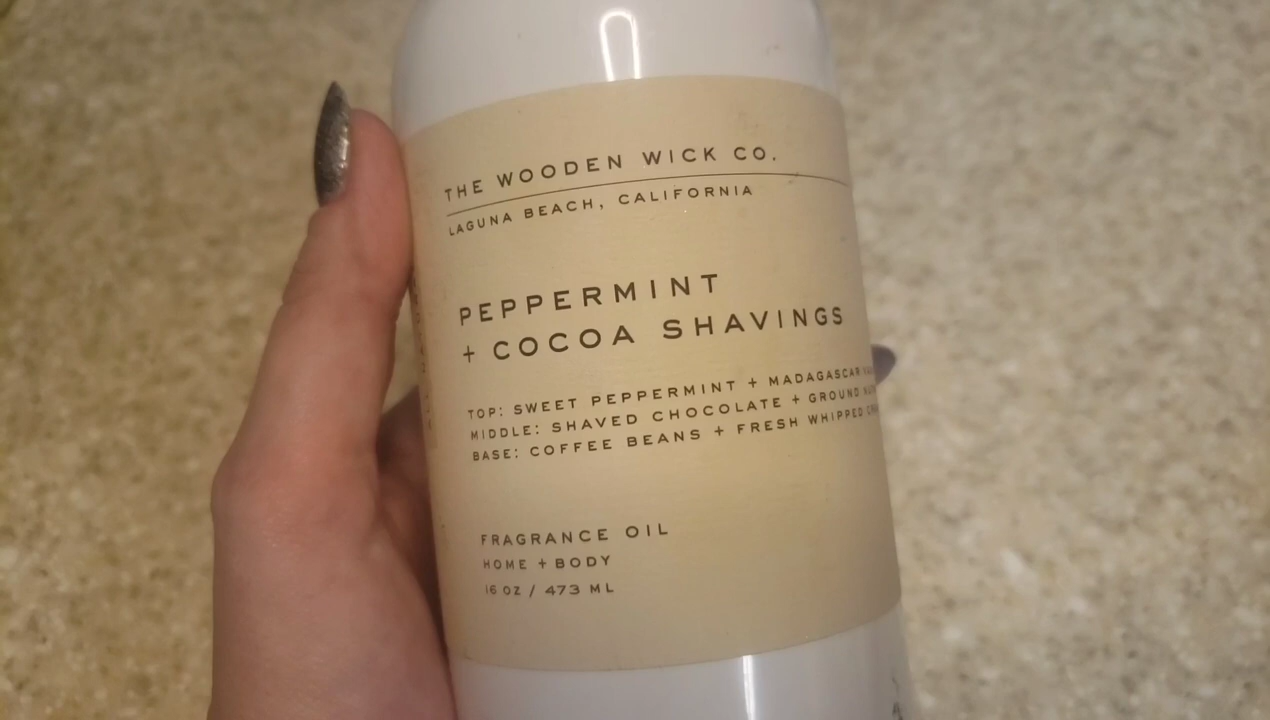 THE WOODEN WICK CO.
LAGUNA BEACH, CALIFORNIA
PEPPERMINT
+ COCOA SHAVINGS
TOP: SWEET PEPPERMINT + MADAGASCAR
MIDDLE: SHAVED CHOCOLATE + GROUND
BASE: COFFEE BEANS + FRESH WHIPPED
FRAGRANCE OIL
HOME + BODY
16 OZ / 473 ML